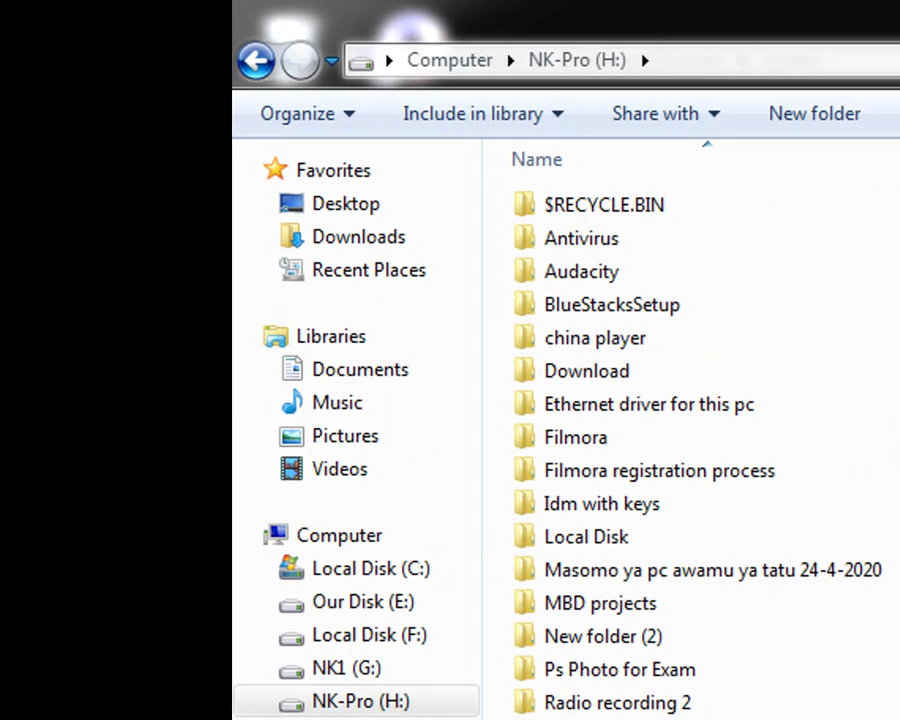 Computer NK-Pro (H:)
Organize Include in library Share with New folder
Favorites
Desktop
Downloads
Recent Places
Libraries
Documents
Music
Pictures
Videos
Computer
Local Disk (C:)
Our Disk (E:)
Local Disk (F:)
NK1 (G:)
NK-Pro (H:)
Name
$RECYCLE.BIN
Antivirus
Audacity
BlueStacksSetup
china player
Download
Ethernet driver for this pc
Filmora
Filmora registration process
Idm with keys
Local Disk
Masomo ya pc awamu ya tatu 24-4-2020
MBD projects
New folder (2)
Ps Photo for Exam
Radio recording 2